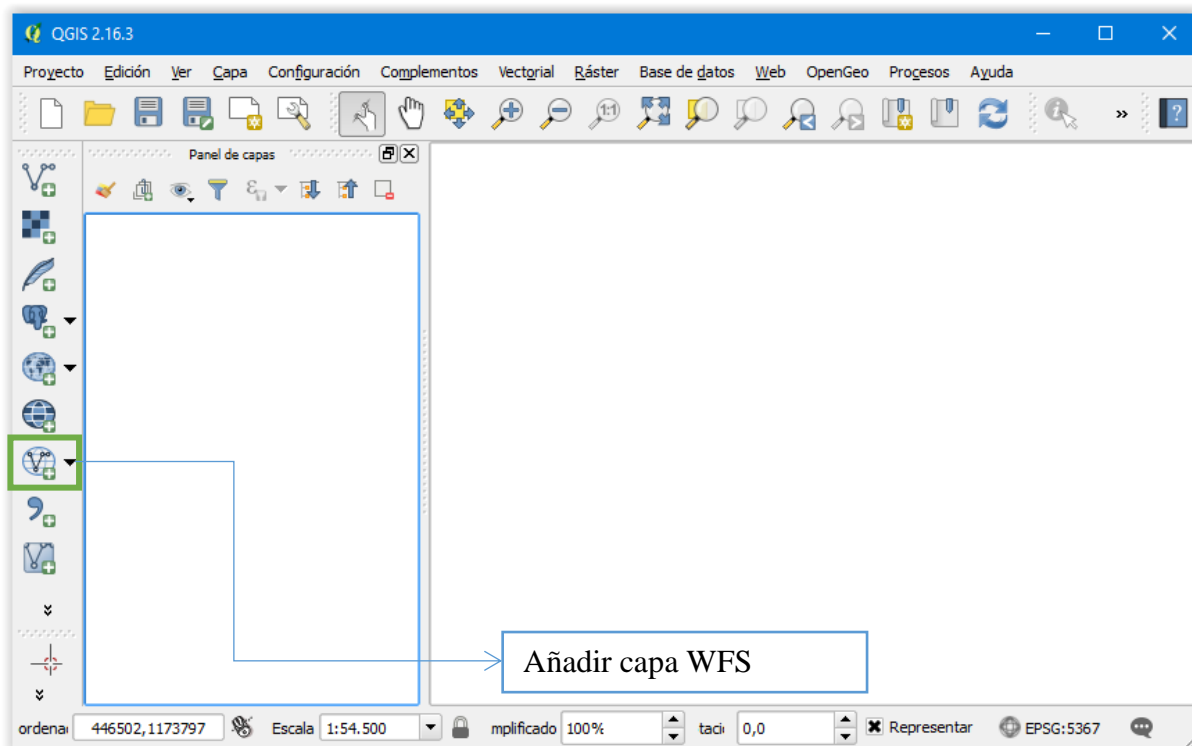 QGIS 2.16.3
Proyecto Edición Ver Capa Configuración Complementos Vectorial Ráster Base de datos Web OpenGeo Procesos Ayuda
1:1
»
?
Panel de capas
Añadir capa WFS
ordena 446502,1173797 Escala 1:54.500 mplificado 100% taci 0,0 Representar EPSG:5367